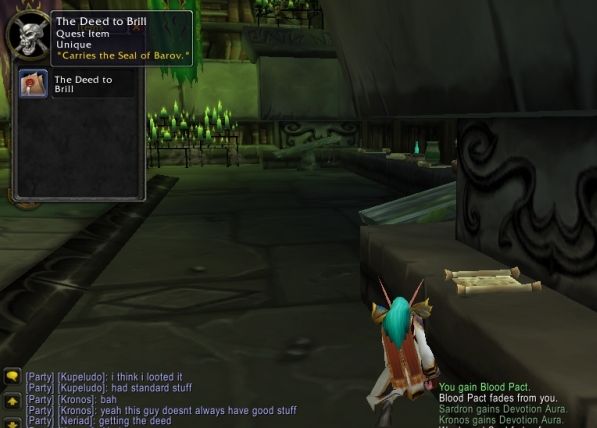 The Deed to Brill
Quest Item
Unique
"Carries the Seal of Barov."
The Deed to
Brill
[Party] [Kupeludo]: i think i looted it
[Party] [Kupeludo]: had standard stuff
[Party] [Kronos]: bah
[Party] [Kronos]: yeah this guy doesnt always have good stuff
[Party] [Neriad]: getting the deed
You gain Blood Pact.
Blood Pact fades from you.
Sardron gains Devotion Aura.
Kronos gains Devotion Aura.